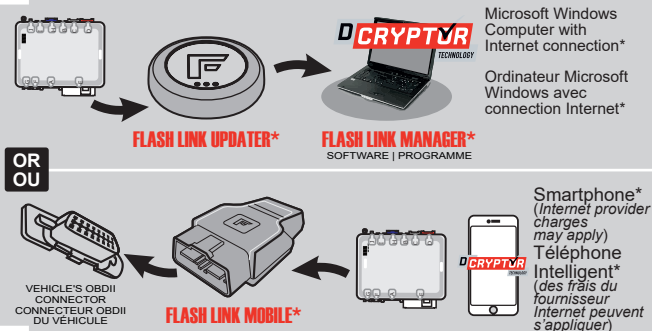 DCRYPTOR
TECHNOLOGY
Microsoft Windows
Computer with
Internet connection*
Ordinateur Microsoft
Windows avec
connection Internet*
FLASH LINK UPDATER*
FLASH LINK MANAGER*
SOFTWARE | PROGRAMME
OR
OU
VEHICLE'S OBDII
CONNECTOR
CONNECTEUR OBDII
DU VÉHICULE
FLASH LINK MOBILE*
DCRYPTOR
TECHNOLOGY
Smartphone*
(Internet provider
charges
may apply)
Téléphone
Intelligent*
(des frais du
fournisseur
Internet peuvent
s'appliquer)